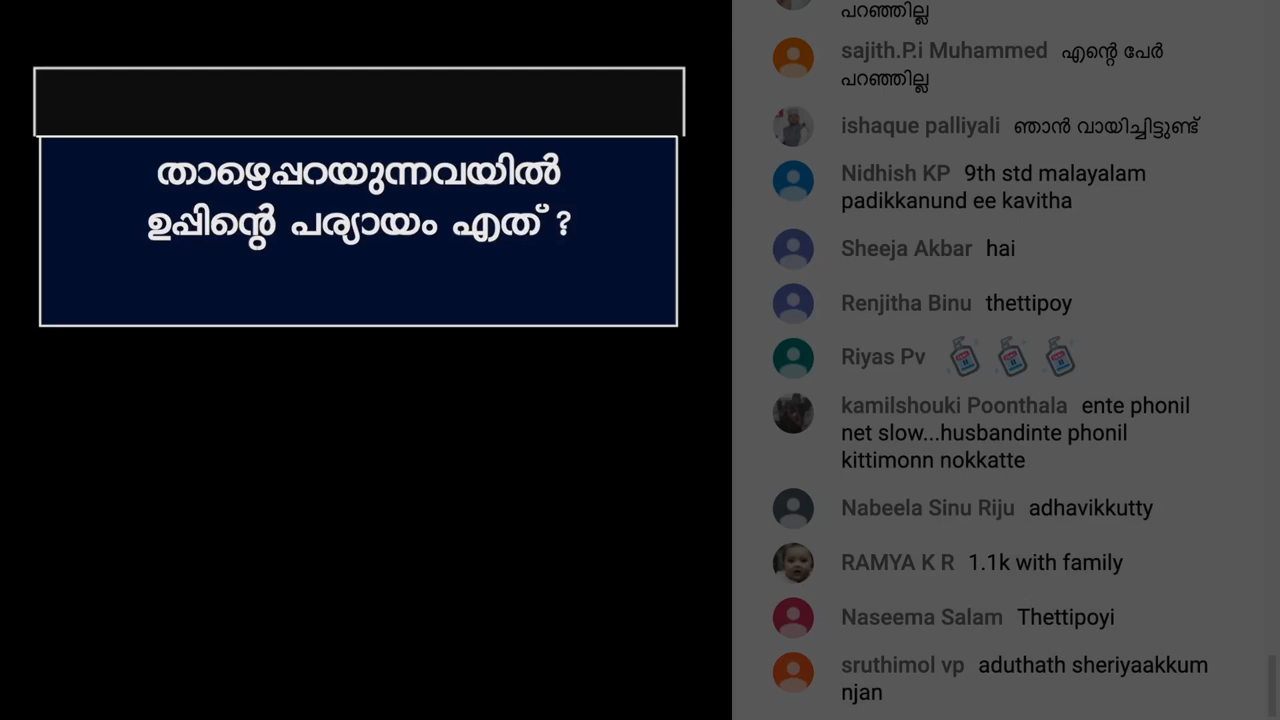 താഴെപ്പറയുന്നവയിൽ
ഉപ്പിന്റെ പര്യായം എത് ?
പറഞ്ഞില്ല
sajith.P.i Muhammed എന്റെ പേർ
പറഞ്ഞില്ല
ishaque palliyali ഞാൻ വായിച്ചിട്ടുണ്ട്
Nidhish KP 9th std malayalam
padikkanund ee kavitha
Sheeja Akbar hai
Renjitha Binu thettipoy
Riyas Pv
kamilshouki Poonthala ente phonil
net slow...husbandinte phonil
kittimonn nokkatte
Nabeela Sinu Riju adhavikkutty
RAMYA K R 1.1k with family
Naseema Salam Thettipoyi
sruthimol vp aduthath sheriyaakkum
njan